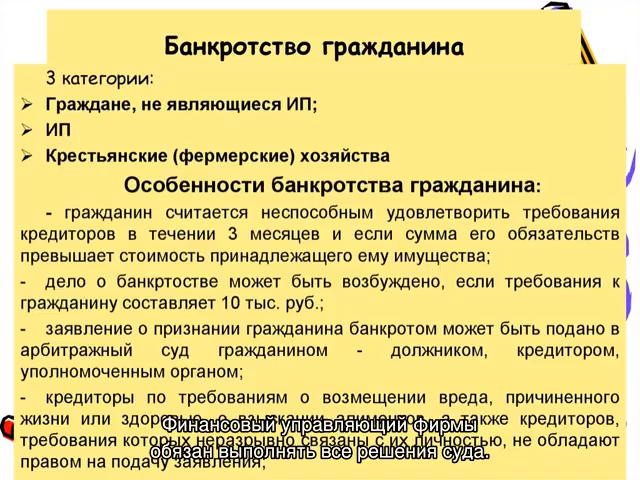 Банкротство гражданина
3 категории:
Граждане, не являющиеся ИП;
ИП
Крестьянские (фермерские) хозяйства
Особенности банкротства гражданина:
- гражданин считается неспособным удовлетворить требования
кредиторов в течении 3 месяцев и если сумма его обязательств
превышает стоимость принадлежащего ему имущества;
- дело о банкртостве может быть возбуждено, если требования к
гражданину составляет 10 тыс. руб.;
- заявление о признании гражданина банкротом может быть подано в
арбитражный суд гражданином - должником, кредитором,
уполномоченным органом;
- кредиторы по требованиям о возмещении вреда, причиненного
жизни или здоровью, о взыскании алиментов, а также кредиторов,
требования которых неразрывно связаны с их личностью, не обладают
правом на подачу заявления;
Финансовый управляющий фирмы
обязан выполнять все решения суда.